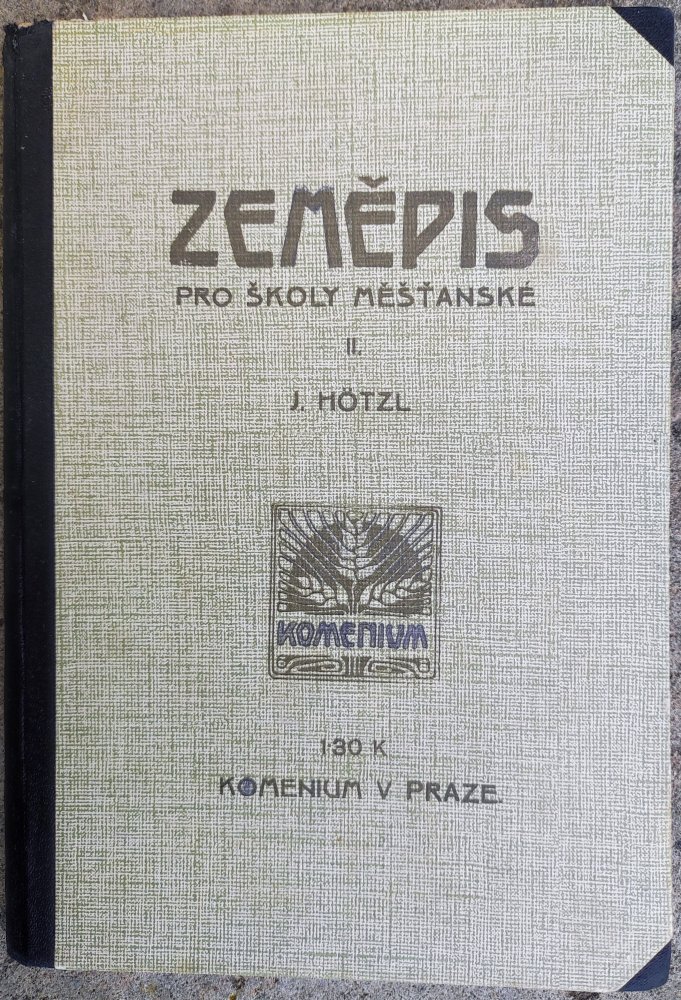 ZEMĚPIS
PRO ŠKOLY MĚŠŤANSKÉ
II.
J. HÖTZL
KOMENIUM
1·30 K
KOMENIUM V PRAZE.